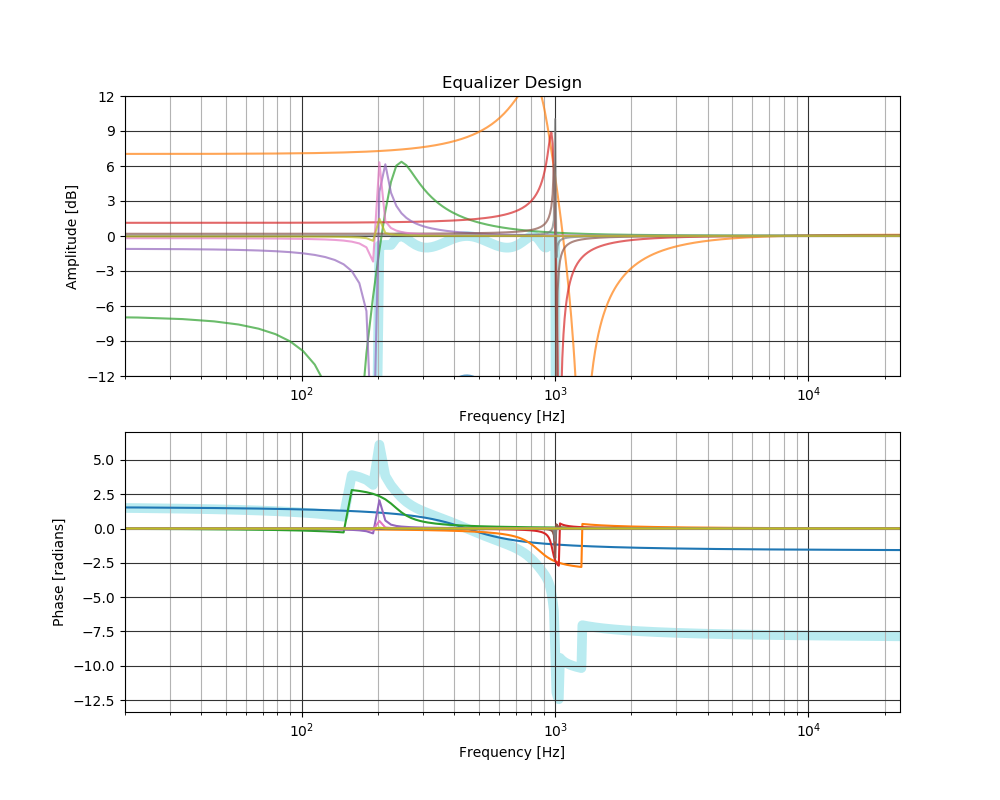 Equalizer Design
12
9
6
3
0
−3
−6
−9
−12
Amplitude [dB]
10² 10³ 10⁴
Frequency [Hz]
5.0
2.5
0.0
−2.5
−5.0
−7.5
−10.0
−12.5
Phase [radians]
10² 10³ 10⁴
Frequency [Hz]